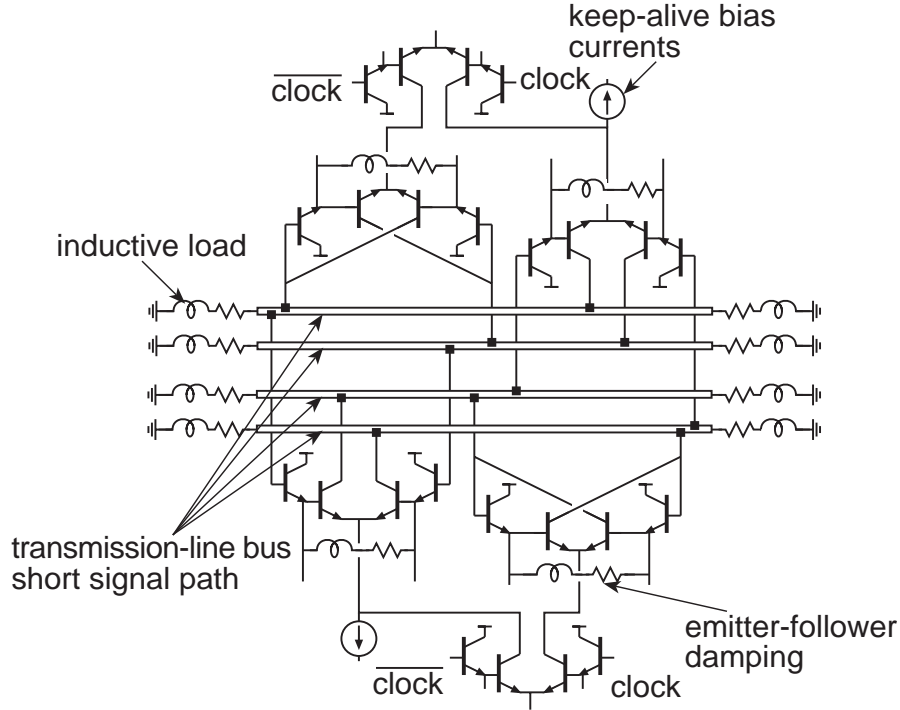 keep-alive bias
currents
clock
clock
inductive load
transmission-line bus
short signal path
emitter-follower
damping
clock
clock